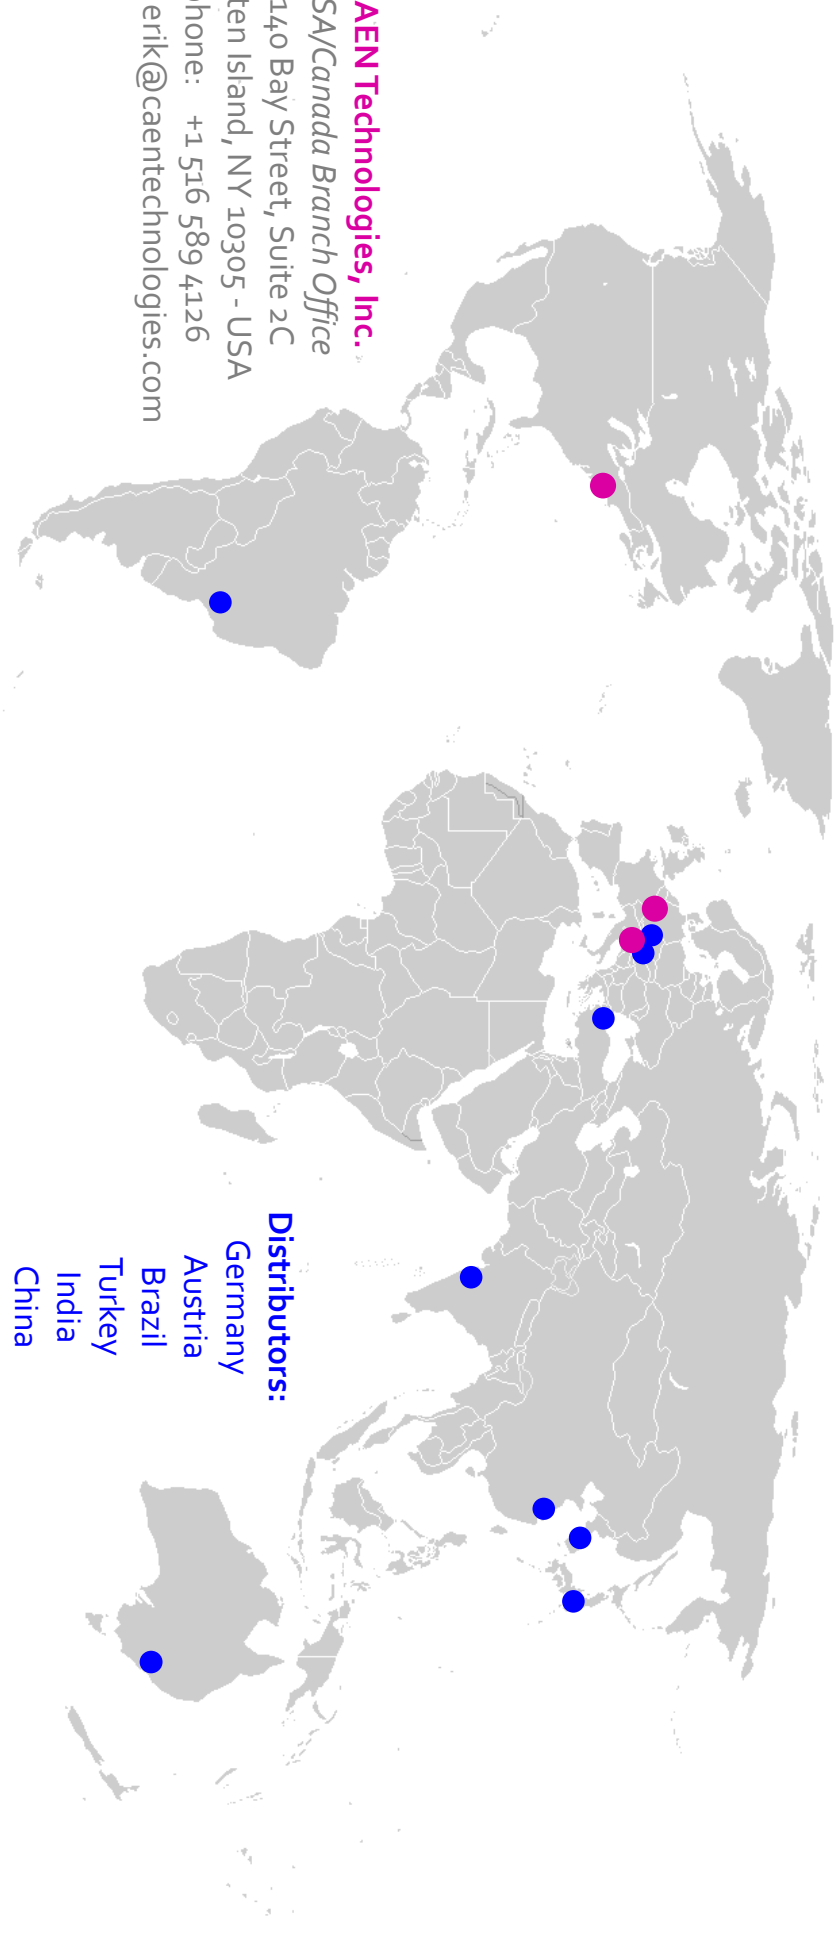 AEN Technologies, Inc.
SA/Canada Branch Office
140 Bay Street, Suite 2C
ten Island, NY 10305 - USA
hone: +1 516 589 4126
erik@caentechnologies.com
Distributors:
Germany
Austria
Brazil
Turkey
India
China